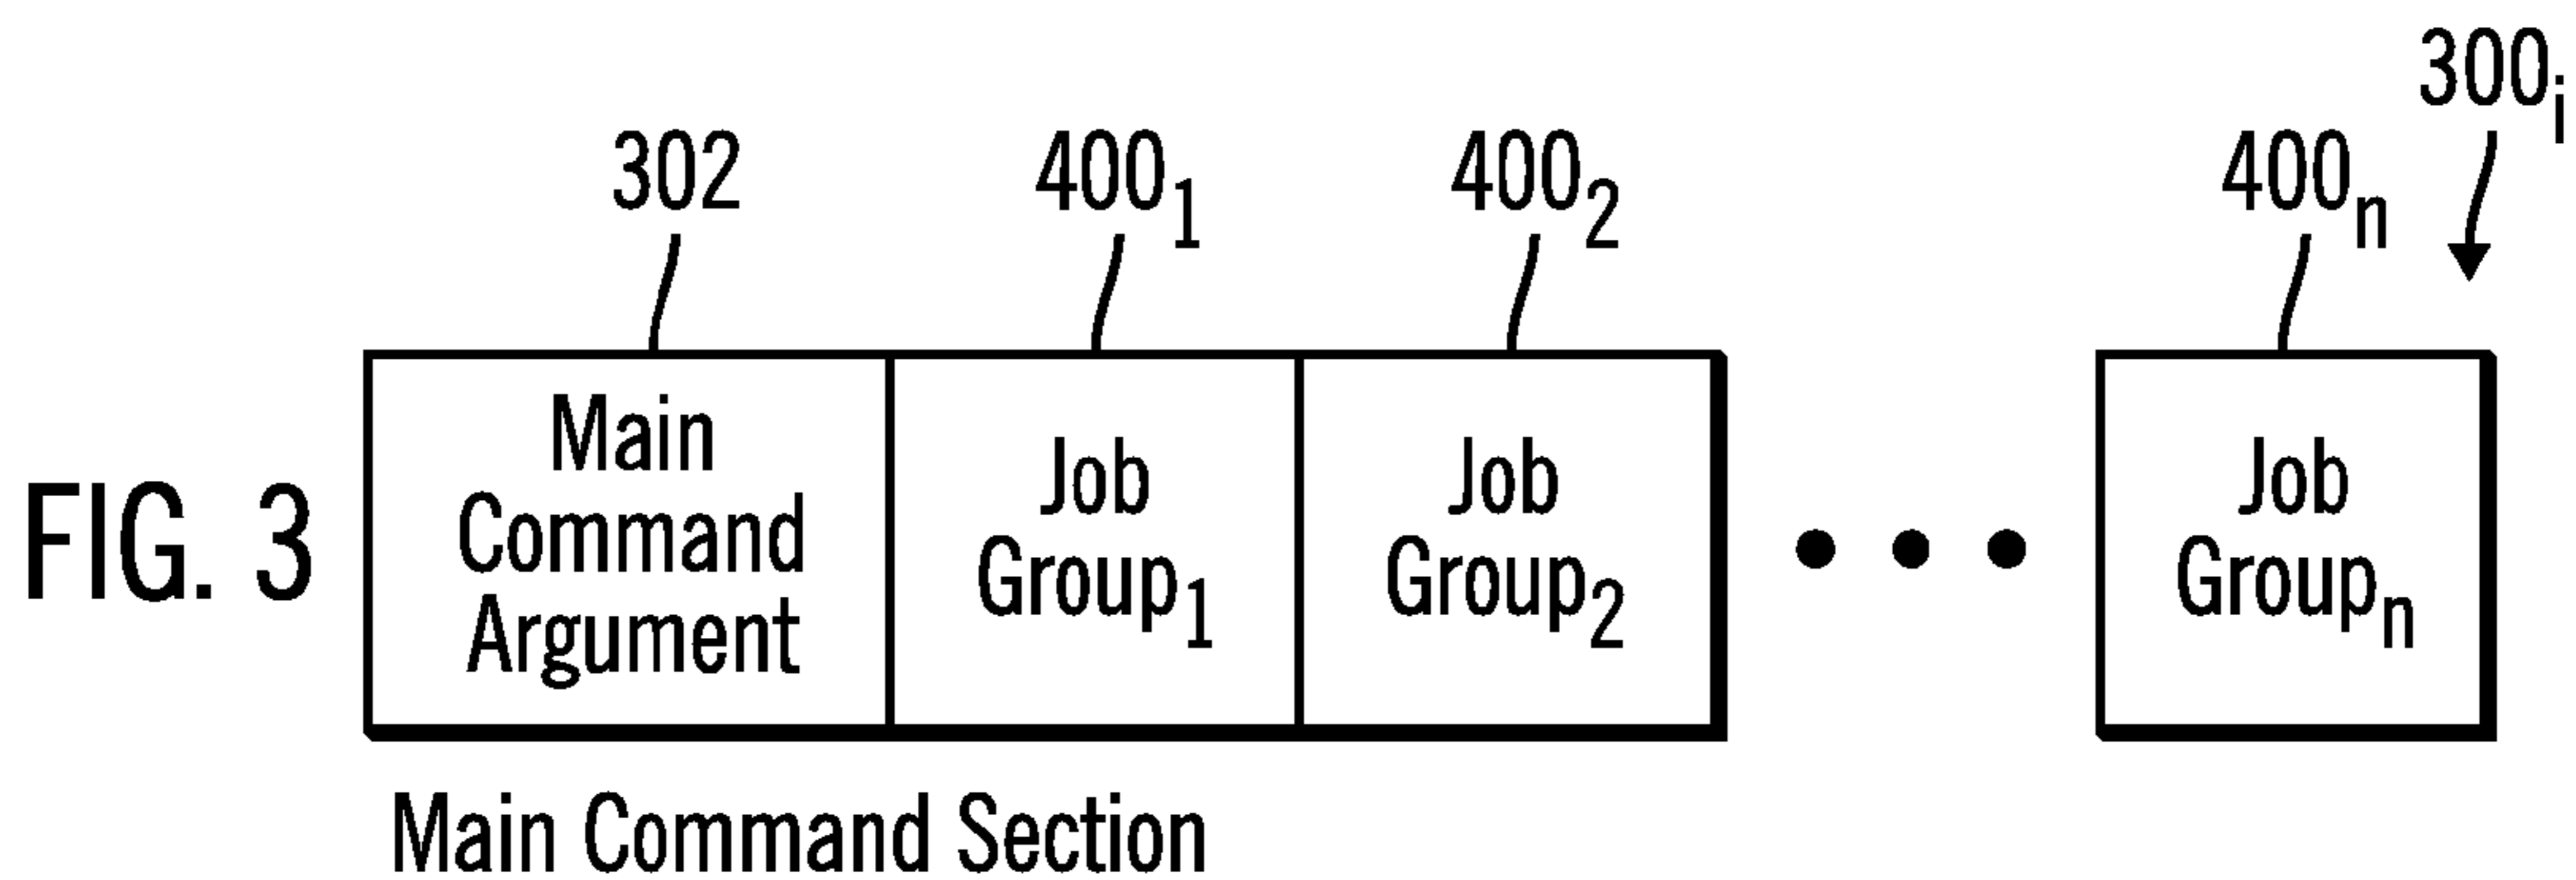 300i
302 400₁ 400₂ 400ₙ
FIG. 3
Main Command Argument
Job Group₁
Job Group₂
• • •
Job Groupₙ
Main Command Section